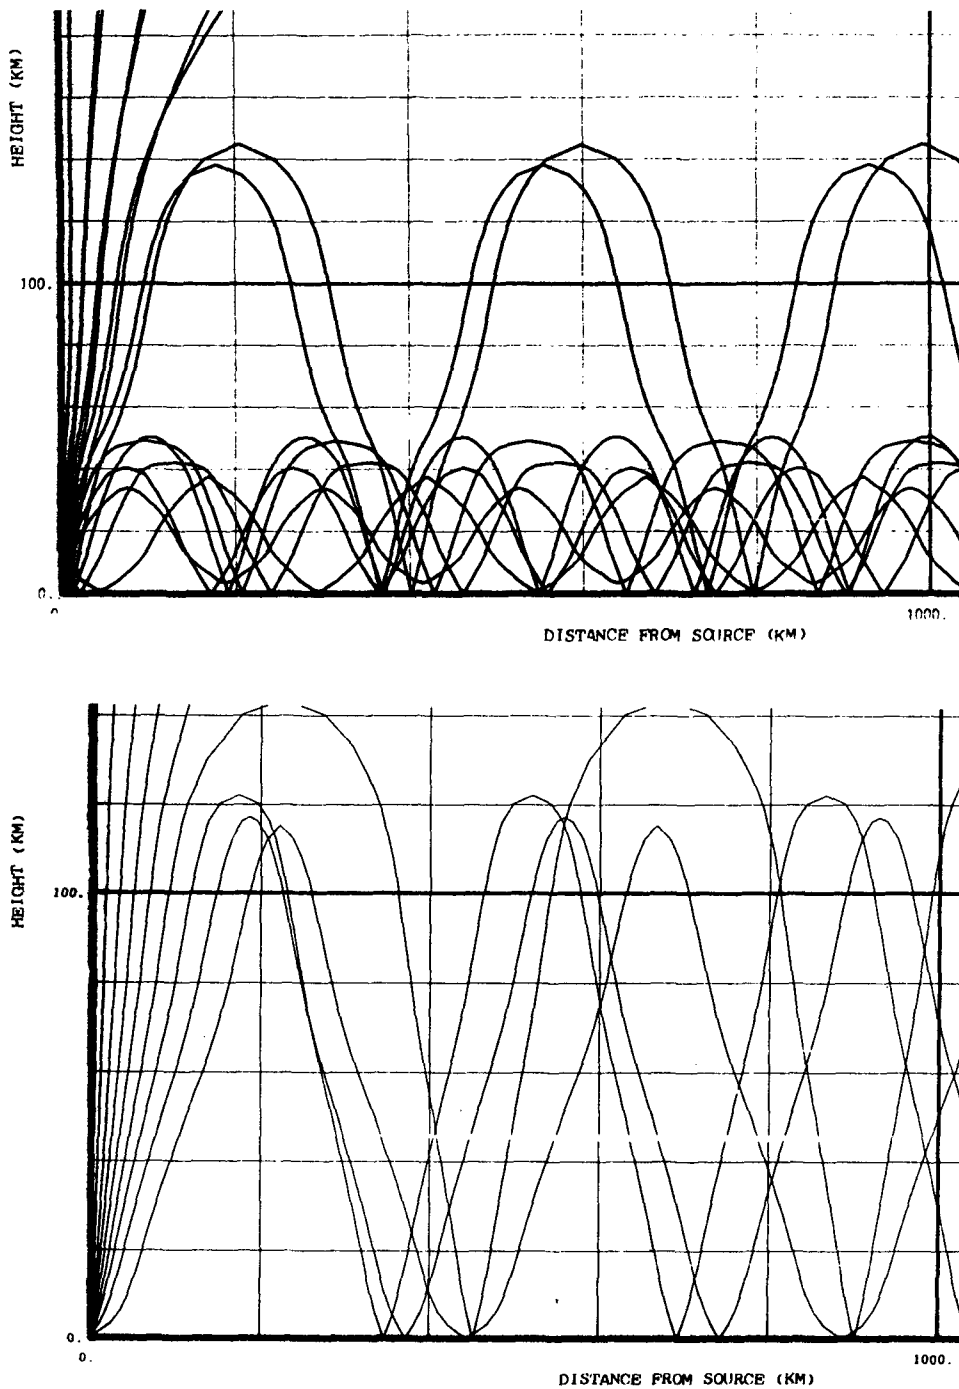 HEIGHT (KM)
100.
0.
0.
1000.
DISTANCE FROM SOURCE (KM)
HEIGHT (KM)
100.
0.
0.
1000.
DISTANCE FROM SOURCE (KM)